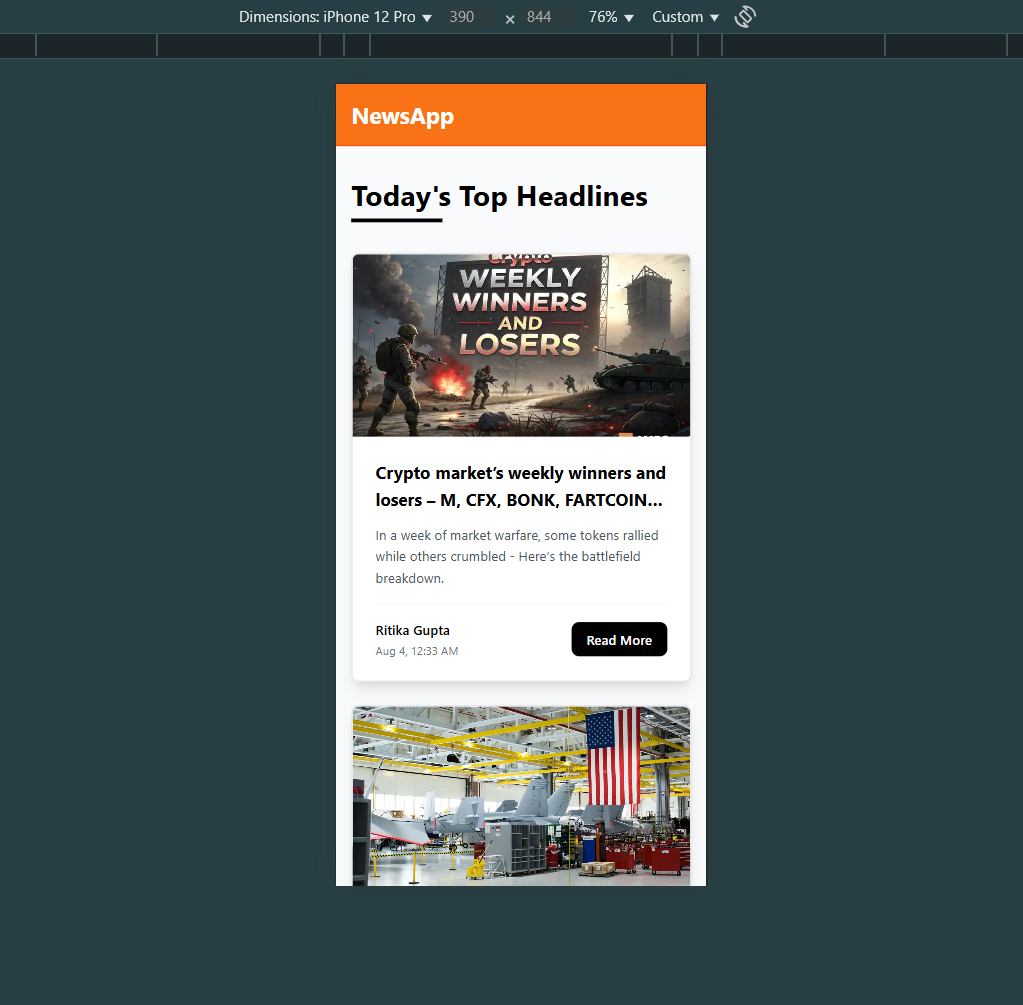 Dimensions: iPhone 12 Pro 390 × 844 76% Custom
NewsApp
Today's Top Headlines
Crypto
WEEKLY
WINNERS
AND
LOSERS
Crypto market’s weekly winners and
losers – M, CFX, BONK, FARTCOIN...
In a week of market warfare, some tokens rallied
while others crumbled - Here’s the battlefield
breakdown.
Ritika Gupta
Aug 4, 12:33 AM
Read More